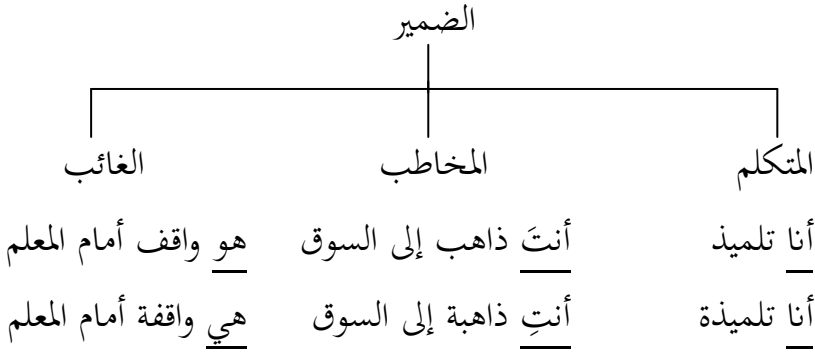 الضمير
المتكلم المخاطب الغائب
أنا تلميذ أنتَ ذاهب إلى السوق هو واقف أمام المعلم
أنا تلميذة أنتِ ذاهبة إلى السوق هي واقفة أمام المعلم